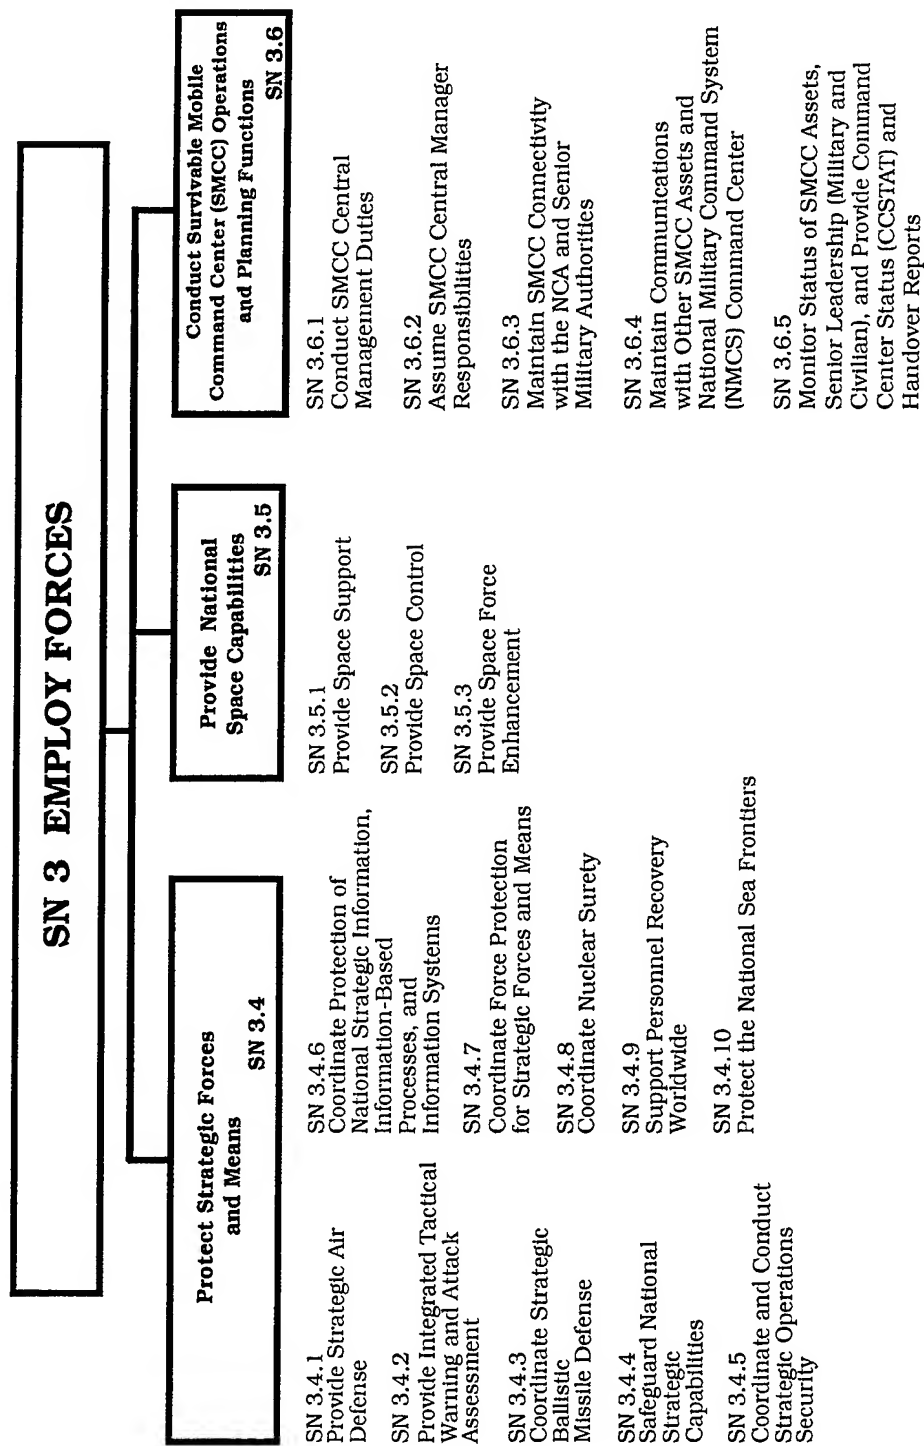 SN 3 EMPLOY FORCES
Protect Strategic Forces
and Means
SN 3.4
SN 3.4.1
Provide Strategic Air
Defense
SN 3.4.2
Provide Integrated Tactical
Warning and Attack
Assessment
SN 3.4.3
Coordinate Strategic
Ballistic
Missile Defense
SN 3.4.4
Safeguard National
Strategic
Capabilities
SN 3.4.5
Coordinate and Conduct
Strategic Operations
Security
SN 3.4.6
Coordinate Protection of
National Strategic Information,
Information-Based
Processes, and
Information Systems
SN 3.4.7
Coordinate Force Protection
for Strategic Forces and Means
SN 3.4.8
Coordinate Nuclear Surety
SN 3.4.9
Support Personnel Recovery
Worldwide
SN 3.4.10
Protect the National Sea Frontiers
Provide National
Space Capabilities
SN 3.5
SN 3.5.1
Provide Space Support
SN 3.5.2
Provide Space Control
SN 3.5.3
Provide Space Force
Enhancement
Conduct Survivable Mobile
Command Center (SMCC) Operations
and Planning Functions
SN 3.6
SN 3.6.1
Conduct SMCC Central
Management Duties
SN 3.6.2
Assume SMCC Central Manager
Responsibilities
SN 3.6.3
Maintain SMCC Connectivity
with the NCA and Senior
Military Authorities
SN 3.6.4
Maintain Communications
with Other SMCC Assets and
National Military Command System
(NMCS) Command Center
SN 3.6.5
Monitor Status of SMCC Assets,
Senior Leadership (Military and
Civilian), and Provide Command
Center Status (CCSTAT) and
Handover Reports